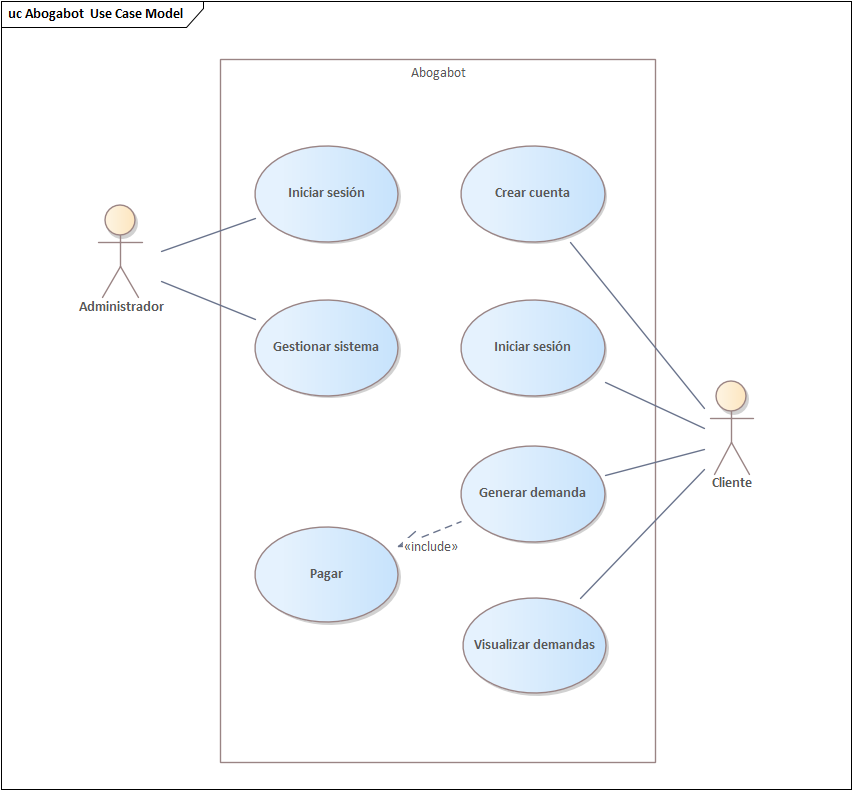 uc Abogabot Use Case Model
Abogabot
Iniciar sesión
Crear cuenta
Administrador
Gestionar sistema
Iniciar sesión
Cliente
Generar demanda
«include»
Pagar
Visualizar demandas